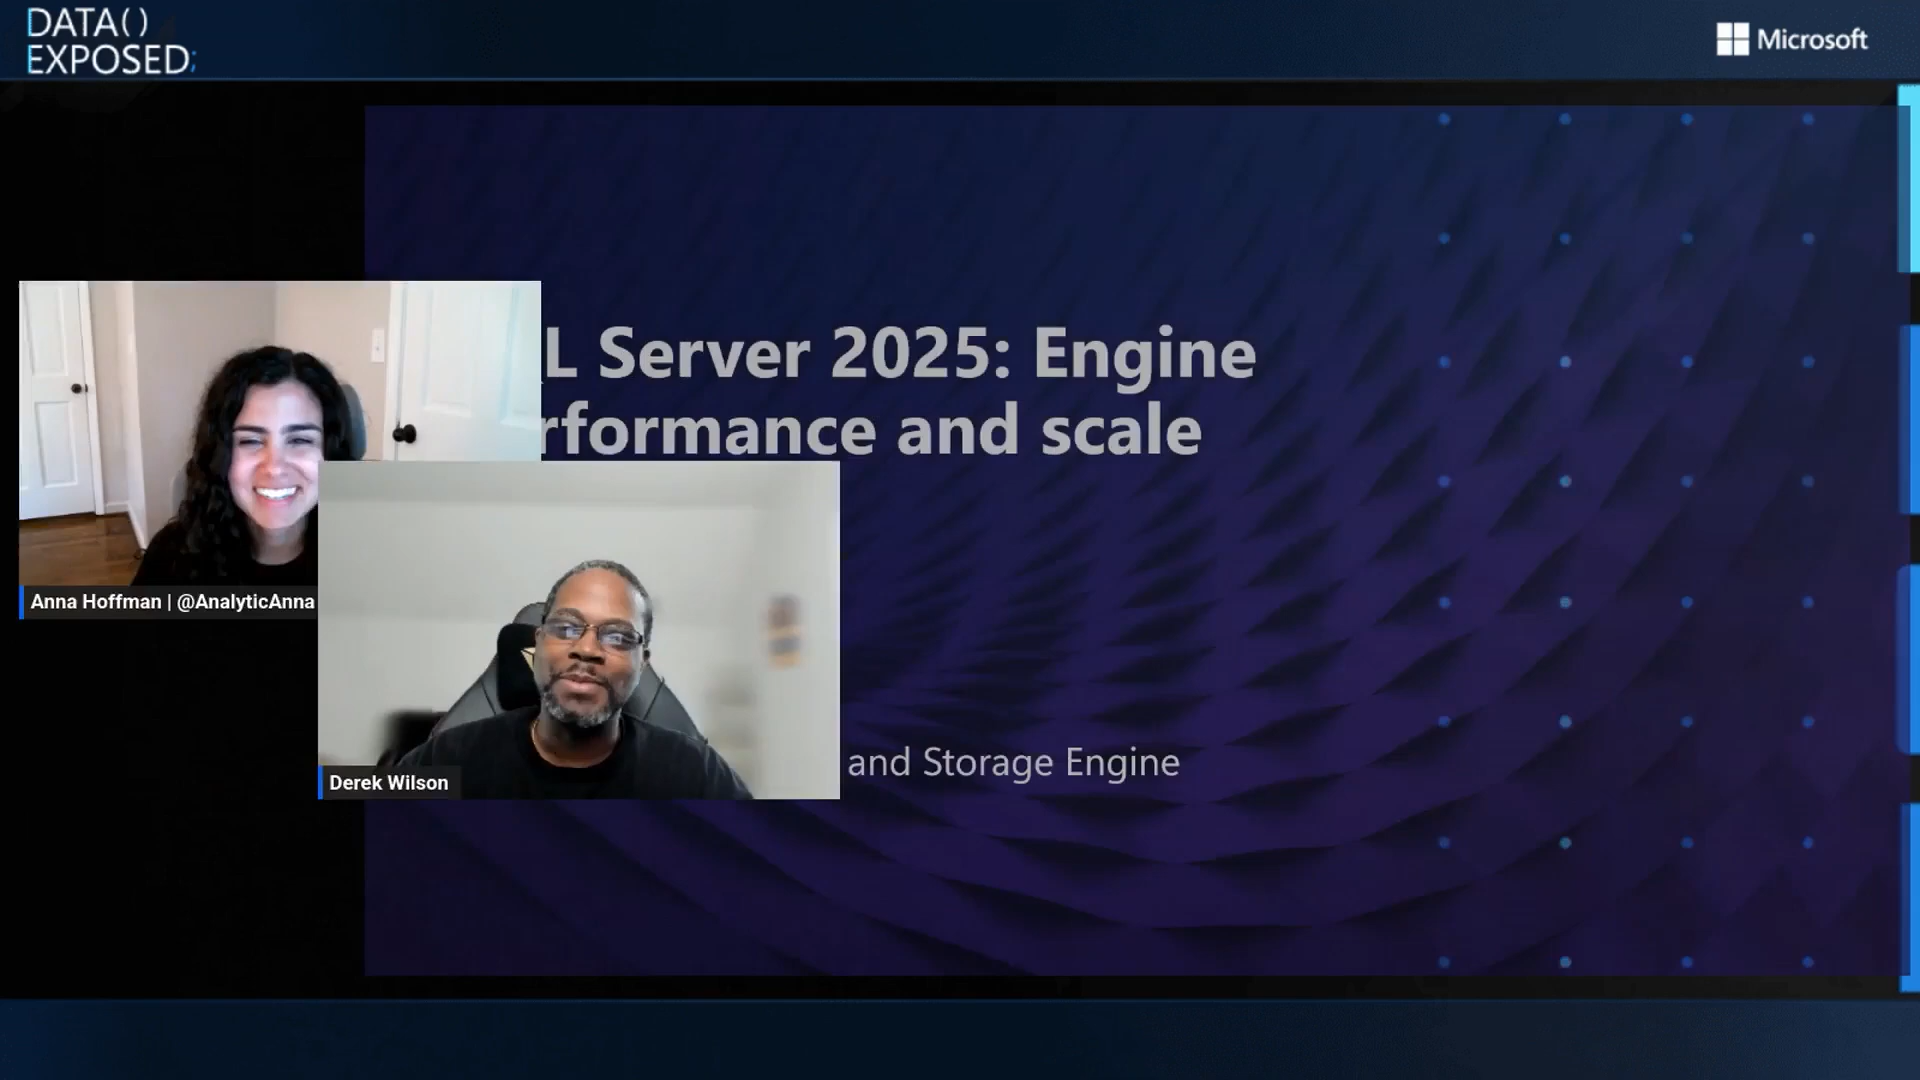 DATA()
EXPOSED;
Microsoft
L Server 2025: Engine
rformance and scale
Anna Hoffman | @AnalyticAnna
and Storage Engine
Derek Wilson